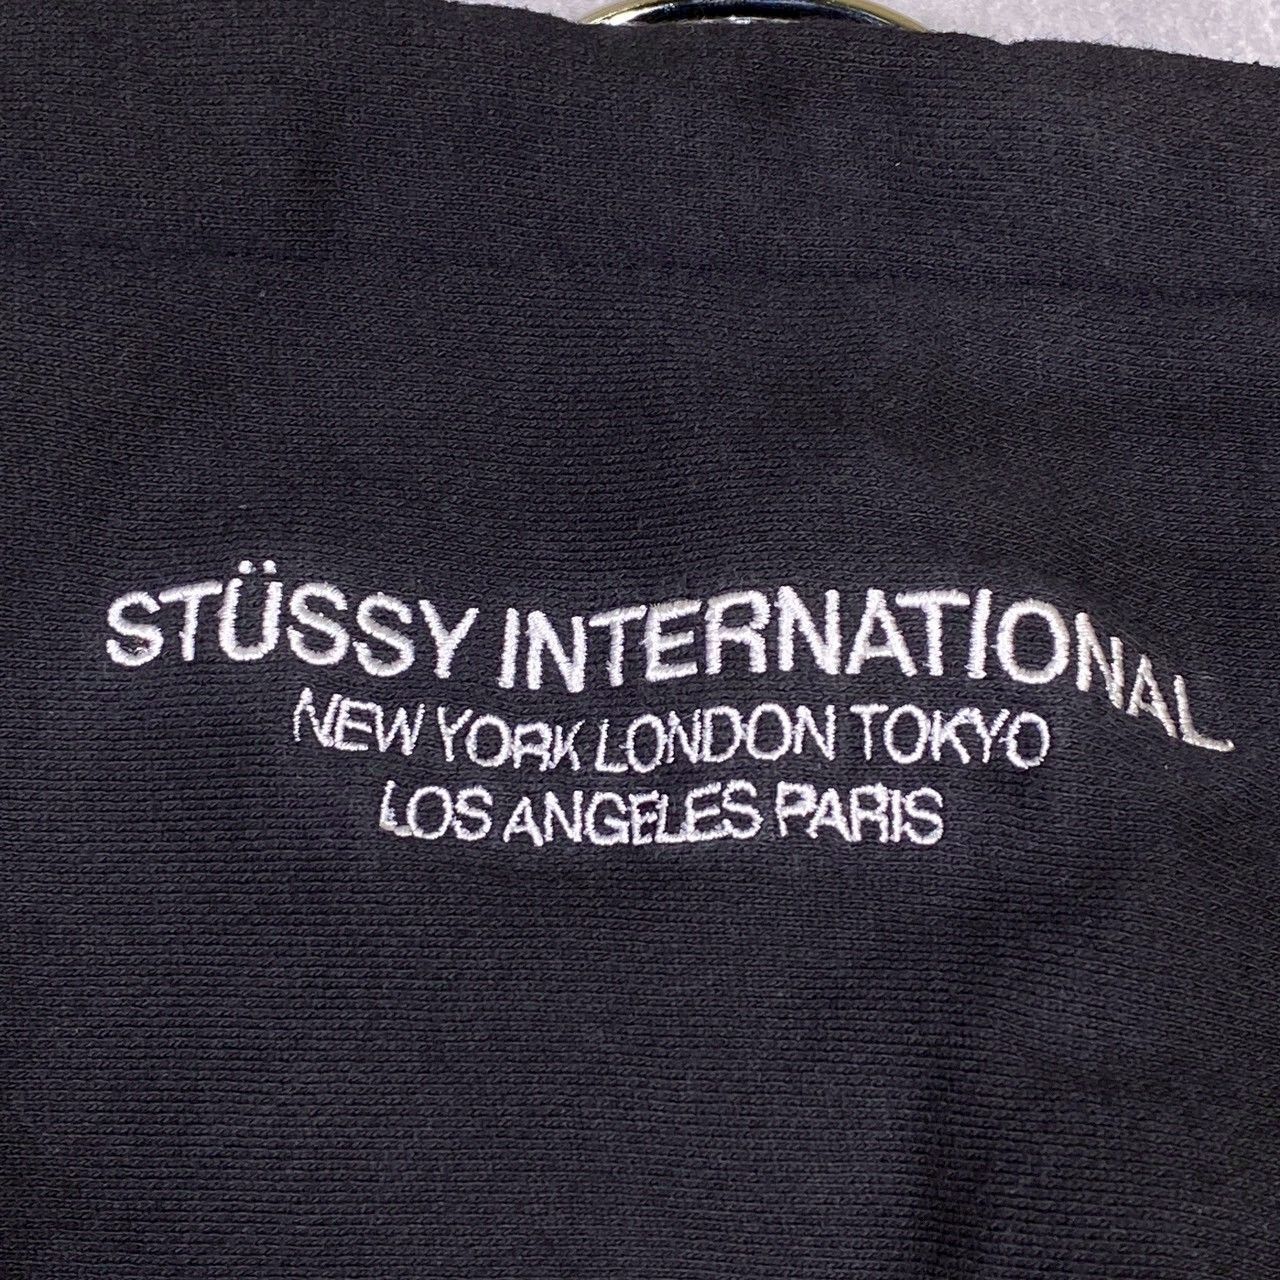 STÜSSY INTERNATIONAL
NEW YORK LONDON TOKYO
LOS ANGELES PARIS